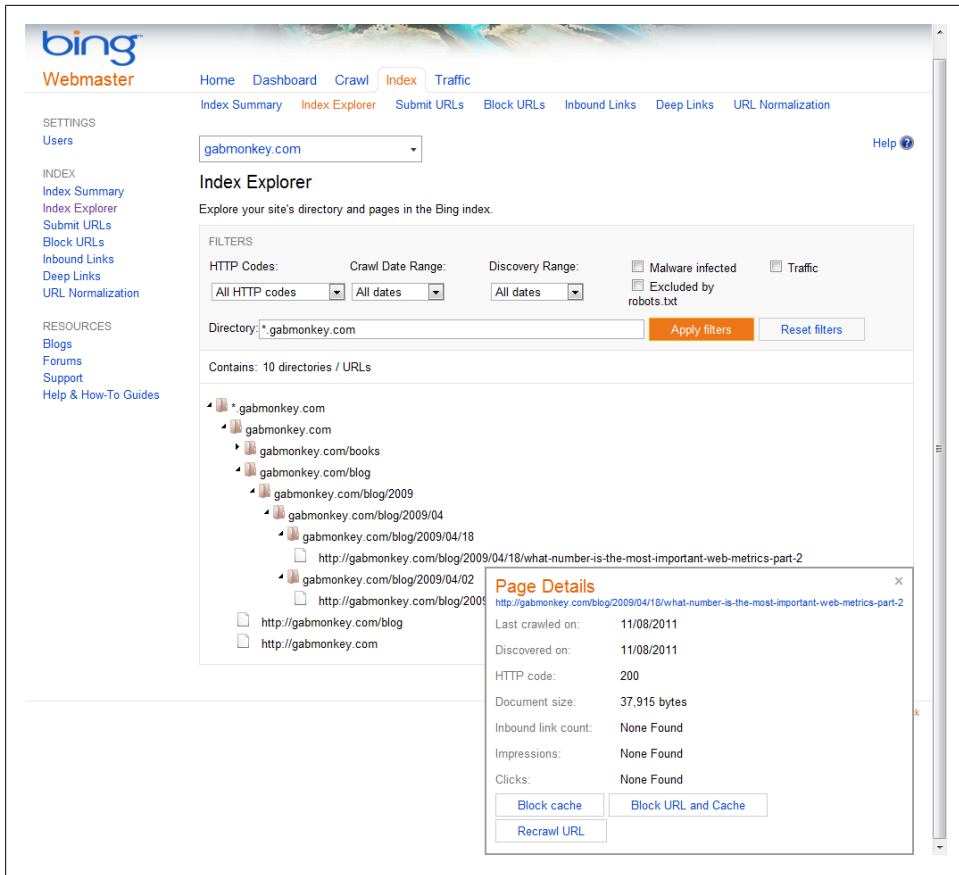 bing™
Webmaster
Home Dashboard Crawl Index Traffic
Index Summary Index Explorer Submit URLs Block URLs Inbound Links Deep Links URL Normalization
SETTINGS
Users
INDEX
Index Summary
Index Explorer
Submit URLs
Block URLs
Inbound Links
Deep Links
URL Normalization
RESOURCES
Blogs
Forums
Support
Help & How-To Guides
gabmonkey.com
Help ?
Index Explorer
Explore your site's directory and pages in the Bing index.
FILTERS
HTTP Codes: Crawl Date Range: Discovery Range:
All HTTP codes All dates All dates
Malware infected Traffic
Excluded by
robots.txt
Directory: *.gabmonkey.com Apply filters Reset filters
Contains: 10 directories / URLs
*.gabmonkey.com
gabmonkey.com
gabmonkey.com/books
gabmonkey.com/blog
gabmonkey.com/blog/2009
gabmonkey.com/blog/2009/04
gabmonkey.com/blog/2009/04/18
http://gabmonkey.com/blog/2009/04/18/what-number-is-the-most-important-web-metrics-part-2
gabmonkey.com/blog/2009/04/02
http://gabmonkey.com/blog/2009
http://gabmonkey.com/blog
http://gabmonkey.com
Page Details
http://gabmonkey.com/blog/2009/04/18/what-number-is-the-most-important-web-metrics-part-2
Last crawled on: 11/08/2011
Discovered on: 11/08/2011
HTTP code: 200
Document size: 37,915 bytes
Inbound link count: None Found
Impressions: None Found
Clicks: None Found
Block cache Block URL and Cache
Recrawl URL